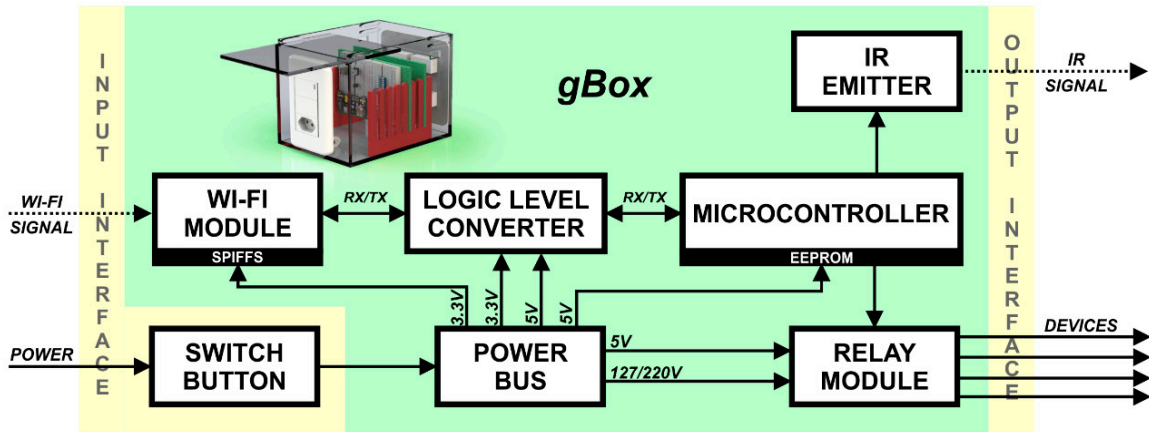 INPUT INTERFACE
gBox
IR
EMITTER
OUTPUT INTERFACE
IR
SIGNAL
WI-FI
SIGNAL
WI-FI
MODULE
SPIFFS
RX/TX
LOGIC LEVEL
CONVERTER
RX/TX
MICROCONTROLLER
EEPROM
3.3V
3.3V
5V
5V
POWER
SWITCH
BUTTON
POWER
BUS
5V
127/220V
RELAY
MODULE
DEVICES